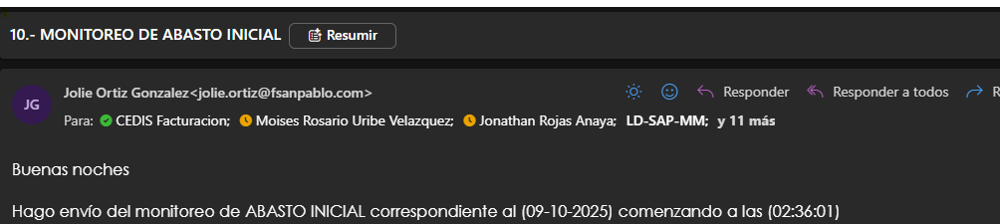 10.- MONITOREO DE ABASTO INICIAL Resumir
JG
Jolie Ortiz Gonzalez<jolie.ortiz@fsanpablo.com>
Responder Responder a todos R
Para: CEDIS Facturacion; Moises Rosario Uribe Velazquez; Jonathan Rojas Anaya; LD-SAP-MM; y 11 más
Buenas noches
Hago envío del monitoreo de ABASTO INICIAL correspondiente al (09-10-2025) comenzando a las (02:36:01)